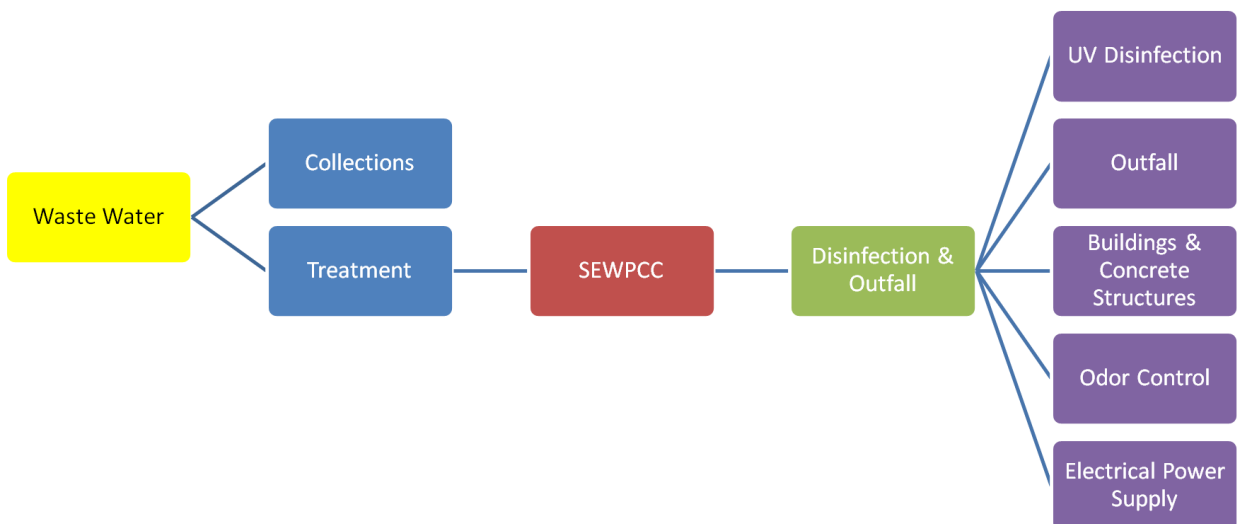 Waste Water
Collections
Treatment
SEWPCC
Disinfection &
Outfall
UV Disinfection
Outfall
Buildings &
Concrete
Structures
Odor Control
Electrical Power
Supply